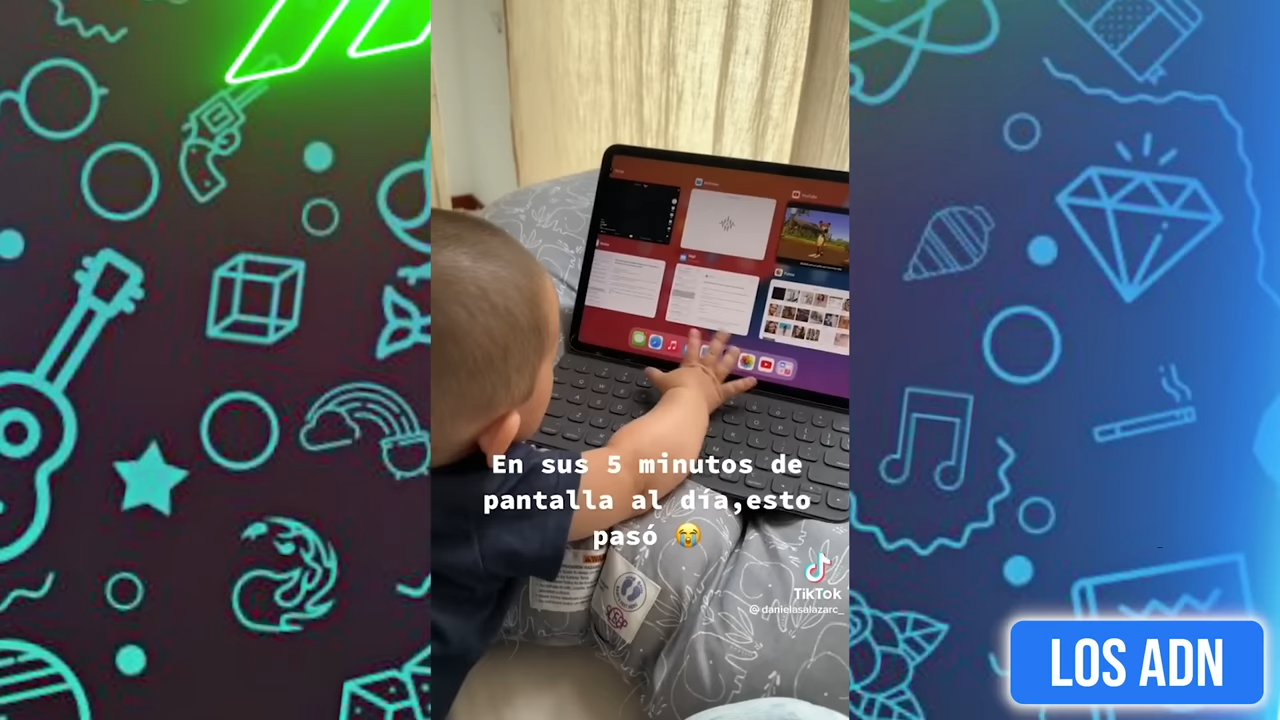 En sus 5 minutos de
pantalla al día,esto
pasó 😭
TikTok
@danielasalazarc_
LOS ADN